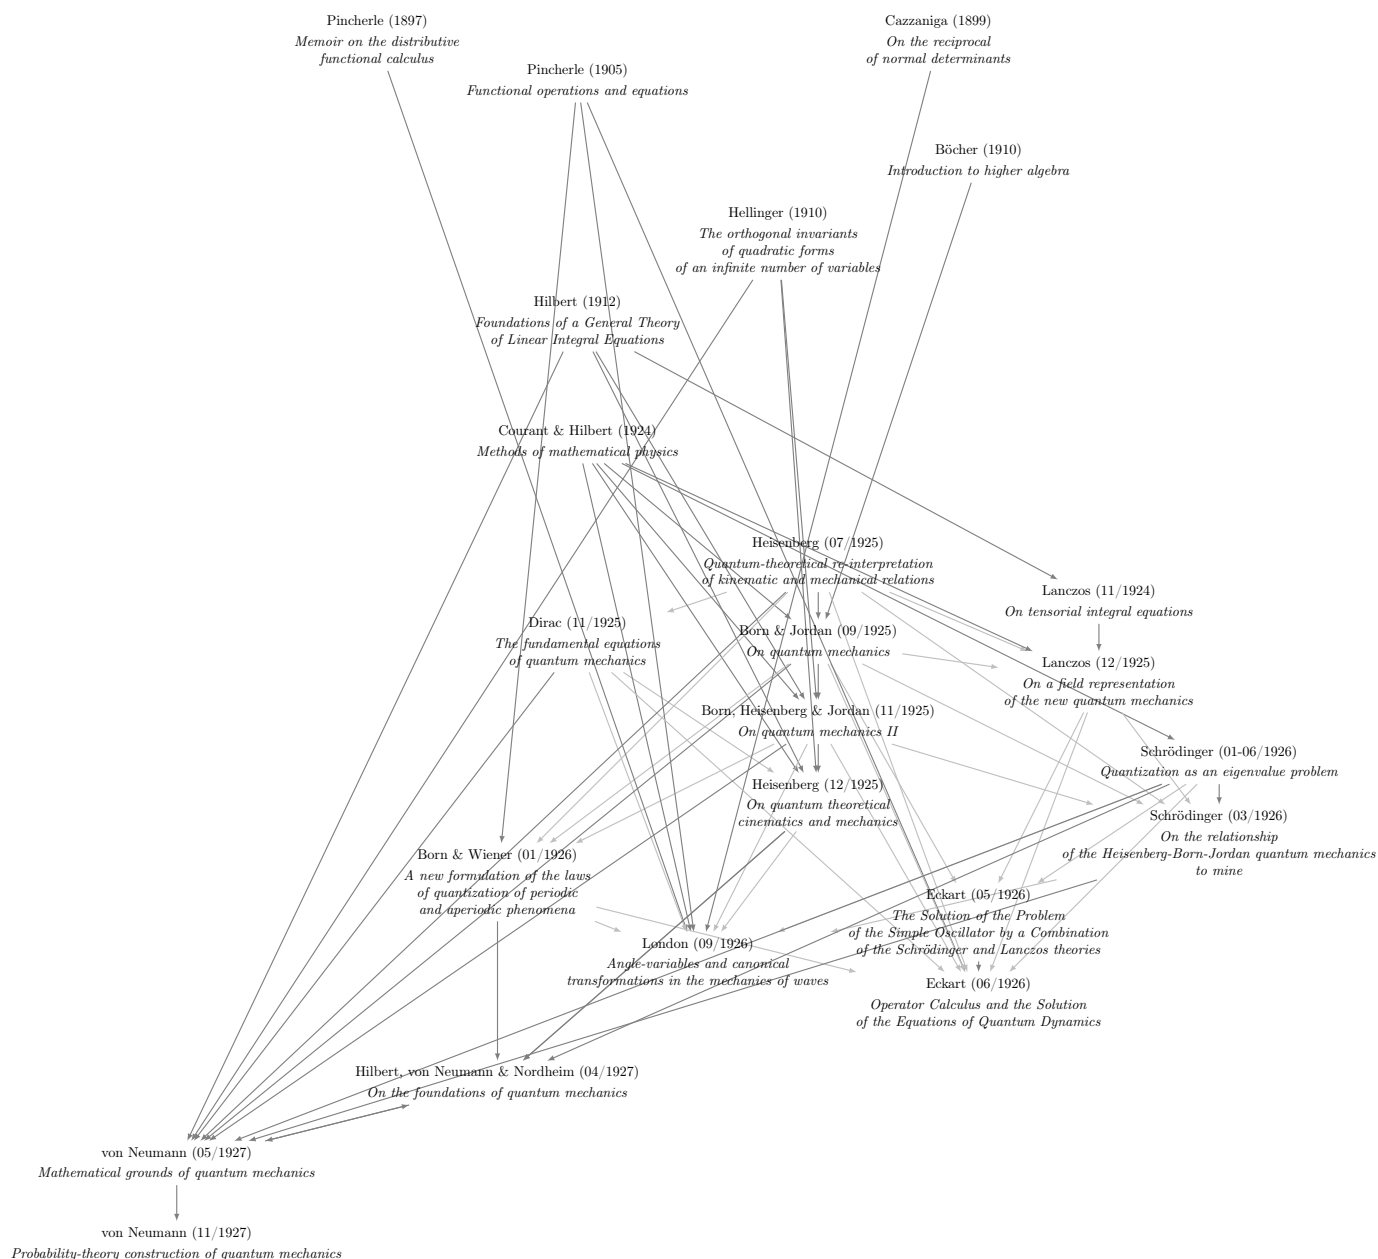 Pincherle (1897)
Memoir on the distributive
functional calculus
Cazzaniga (1899)
On the reciprocal
of normal determinants
Pincherle (1905)
Functional operations and equations
Böcher (1910)
Introduction to higher algebra
Hellinger (1910)
The orthogonal invariants
of quadratic forms
of an infinite number of variables
Hilbert (1912)
Foundations of a General Theory
of Linear Integral Equations
Courant & Hilbert (1924)
Methods of mathematical physics
Heisenberg (07/1925)
Quantum-theoretical re-interpretation
of kinematic and mechanical relations
Lanczos (11/1924)
On tensorial integral equations
Dirac (11/1925)
The fundamental equations
of quantum mechanics
Born & Jordan (09/1925)
On quantum mechanics
Lanczos (12/1925)
On a field representation
of the new quantum mechanics
Born, Heisenberg & Jordan (11/1925)
On quantum mechanics II
Schrödinger (01-06/1926)
Quantization as an eigenvalue problem
Heisenberg (12/1925)
On quantum theoretical
cinematics and mechanics
Schrödinger (03/1926)
On the relationship
of the Heisenberg-Born-Jordan quantum mechanics
to mine
Born & Wiener (01/1926)
A new formulation of the laws
of quantization of periodic
and aperiodic phenomena
Eckart (05/1926)
The Solution of the Problem
of the Simple Oscillator by a Combination
of the Schrödinger and Lanczos theories
London (09/1926)
Angle-variables and canonical
transformations in the mechanics of waves
Eckart (06/1926)
Operator Calculus and the Solution
of the Equations of Quantum Dynamics
Hilbert, von Neumann & Nordheim (04/1927)
On the foundations of quantum mechanics
von Neumann (05/1927)
Mathematical grounds of quantum mechanics
von Neumann (11/1927)
Probability-theory construction of quantum mechanics